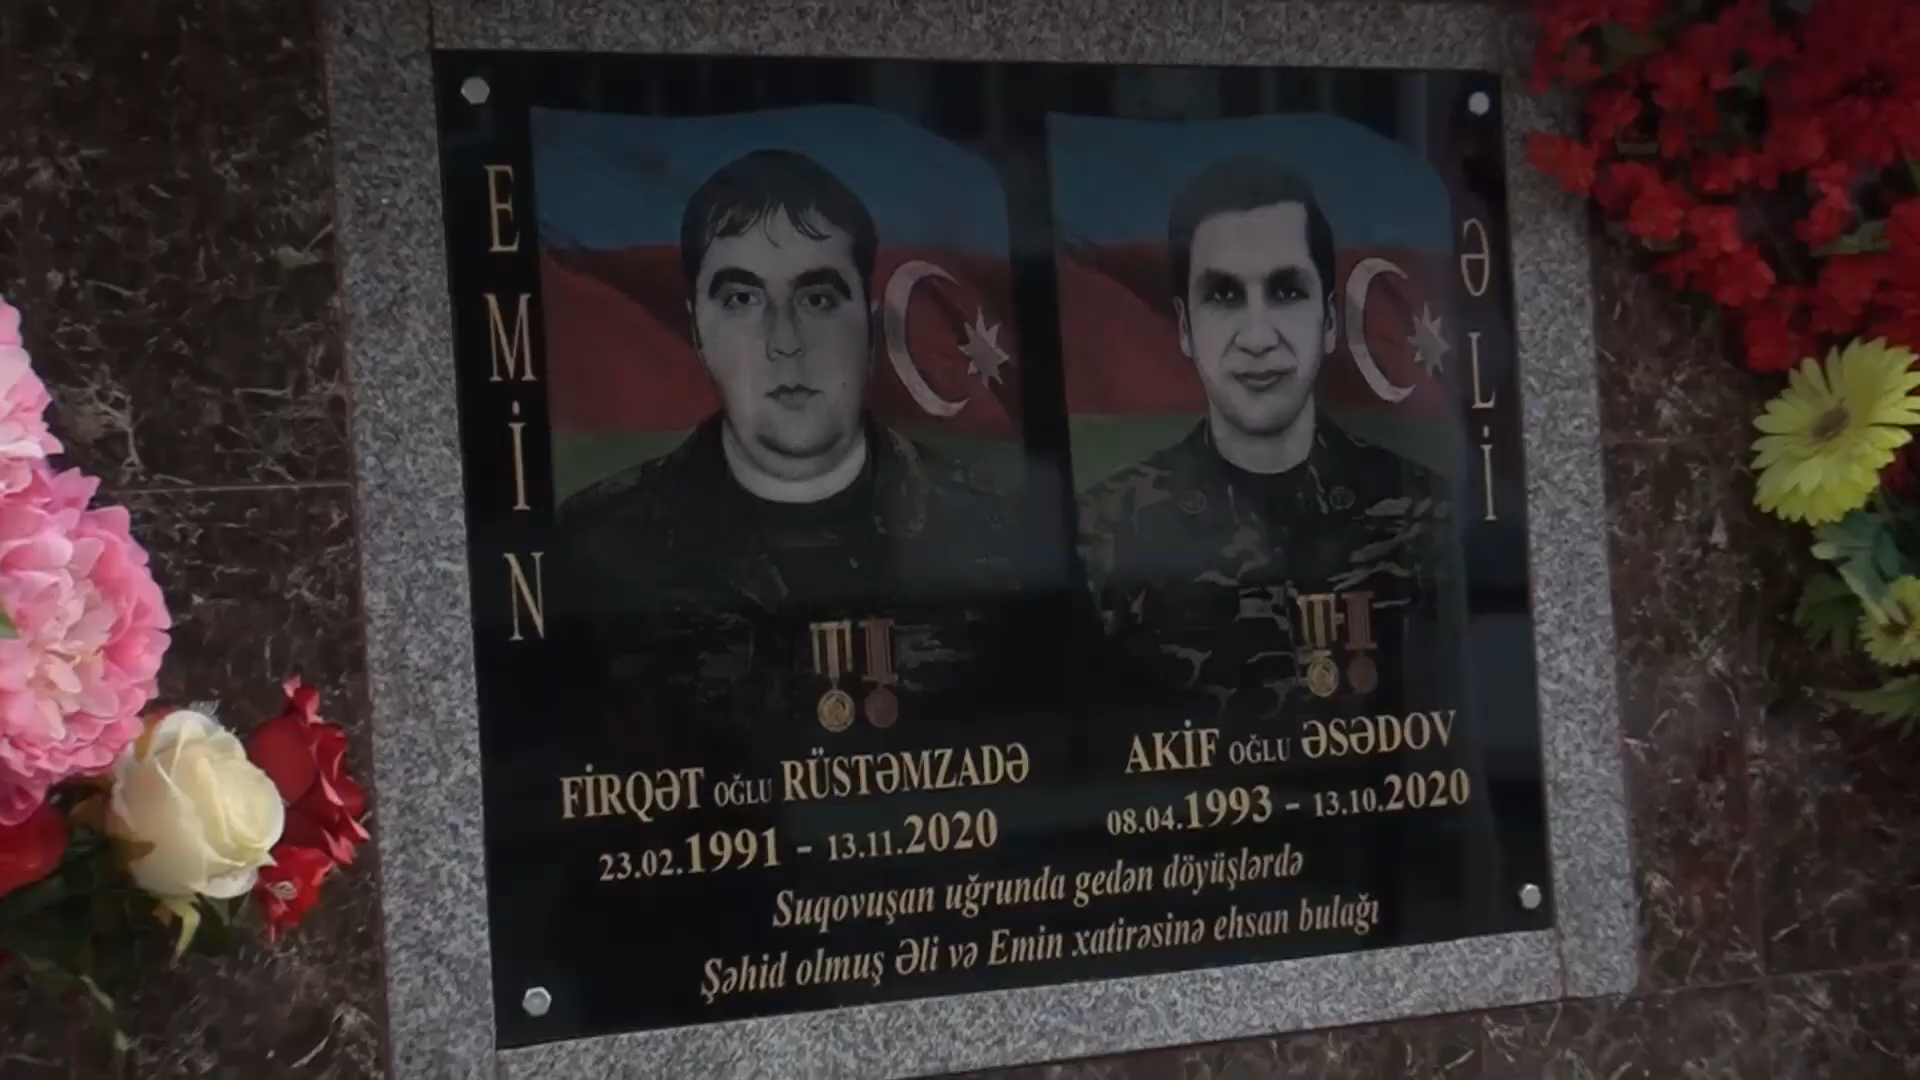 EMİN
ƏLİ
FİRQƏT OĞLU RÜSTƏMZADƏ
23.02.1991 - 13.11.2020
AKİF OĞLU ƏSƏDOV
08.04.1993 - 13.10.2020
Suqovuşan uğrunda gedən döyüşlərdə
Şəhid olmuş Əli və Emin xatirəsinə ehsan bulağı